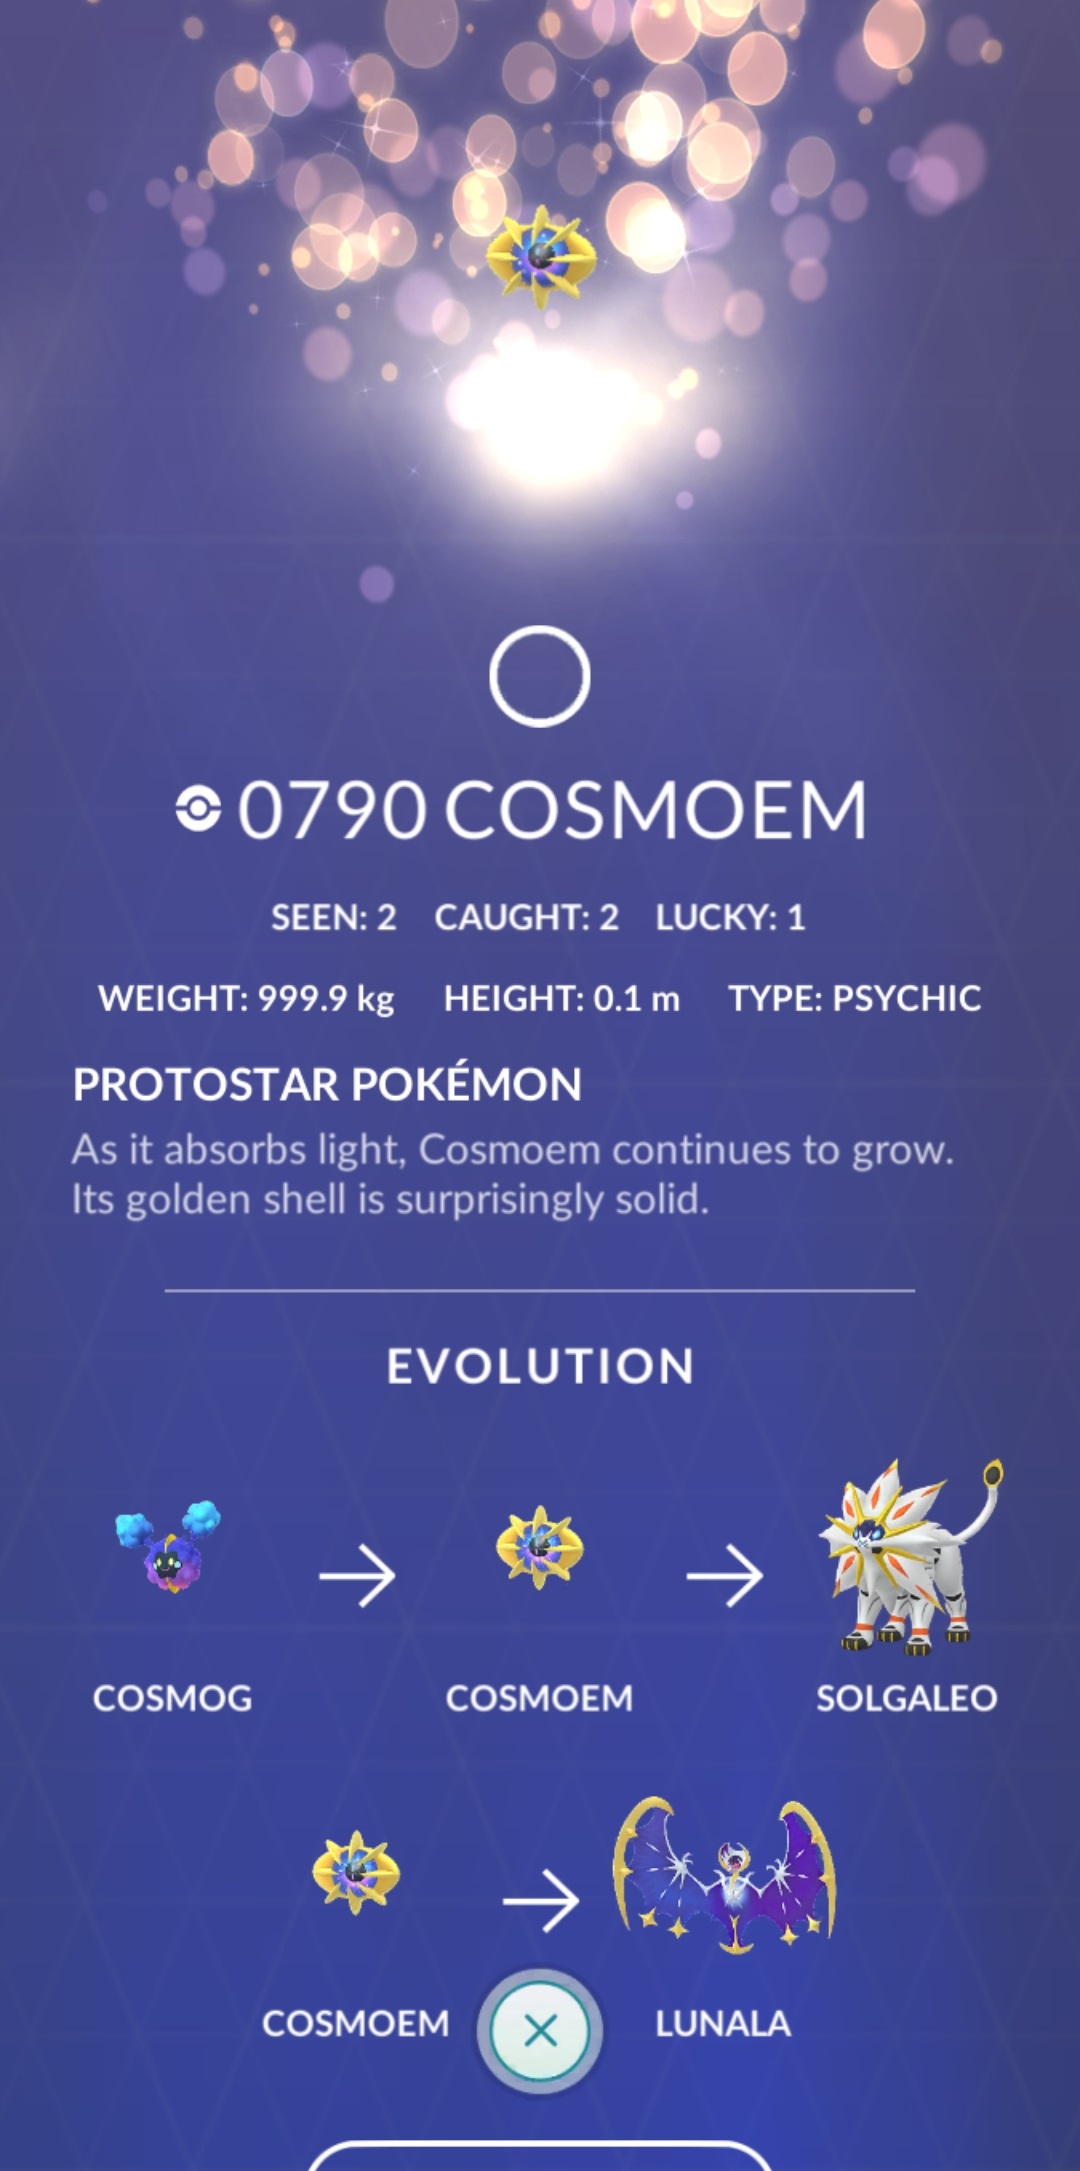 0790 COSMOEM
SEEN: 2 CAUGHT: 2 LUCKY: 1
WEIGHT: 999.9 kg HEIGHT: 0.1 m TYPE: PSYCHIC
PROTOSTAR POKÉMON
As it absorbs light, Cosmoem continues to grow.
Its golden shell is surprisingly solid.
EVOLUTION
COSMOG COSMOEM SOLGALEO
COSMOEM LUNALA